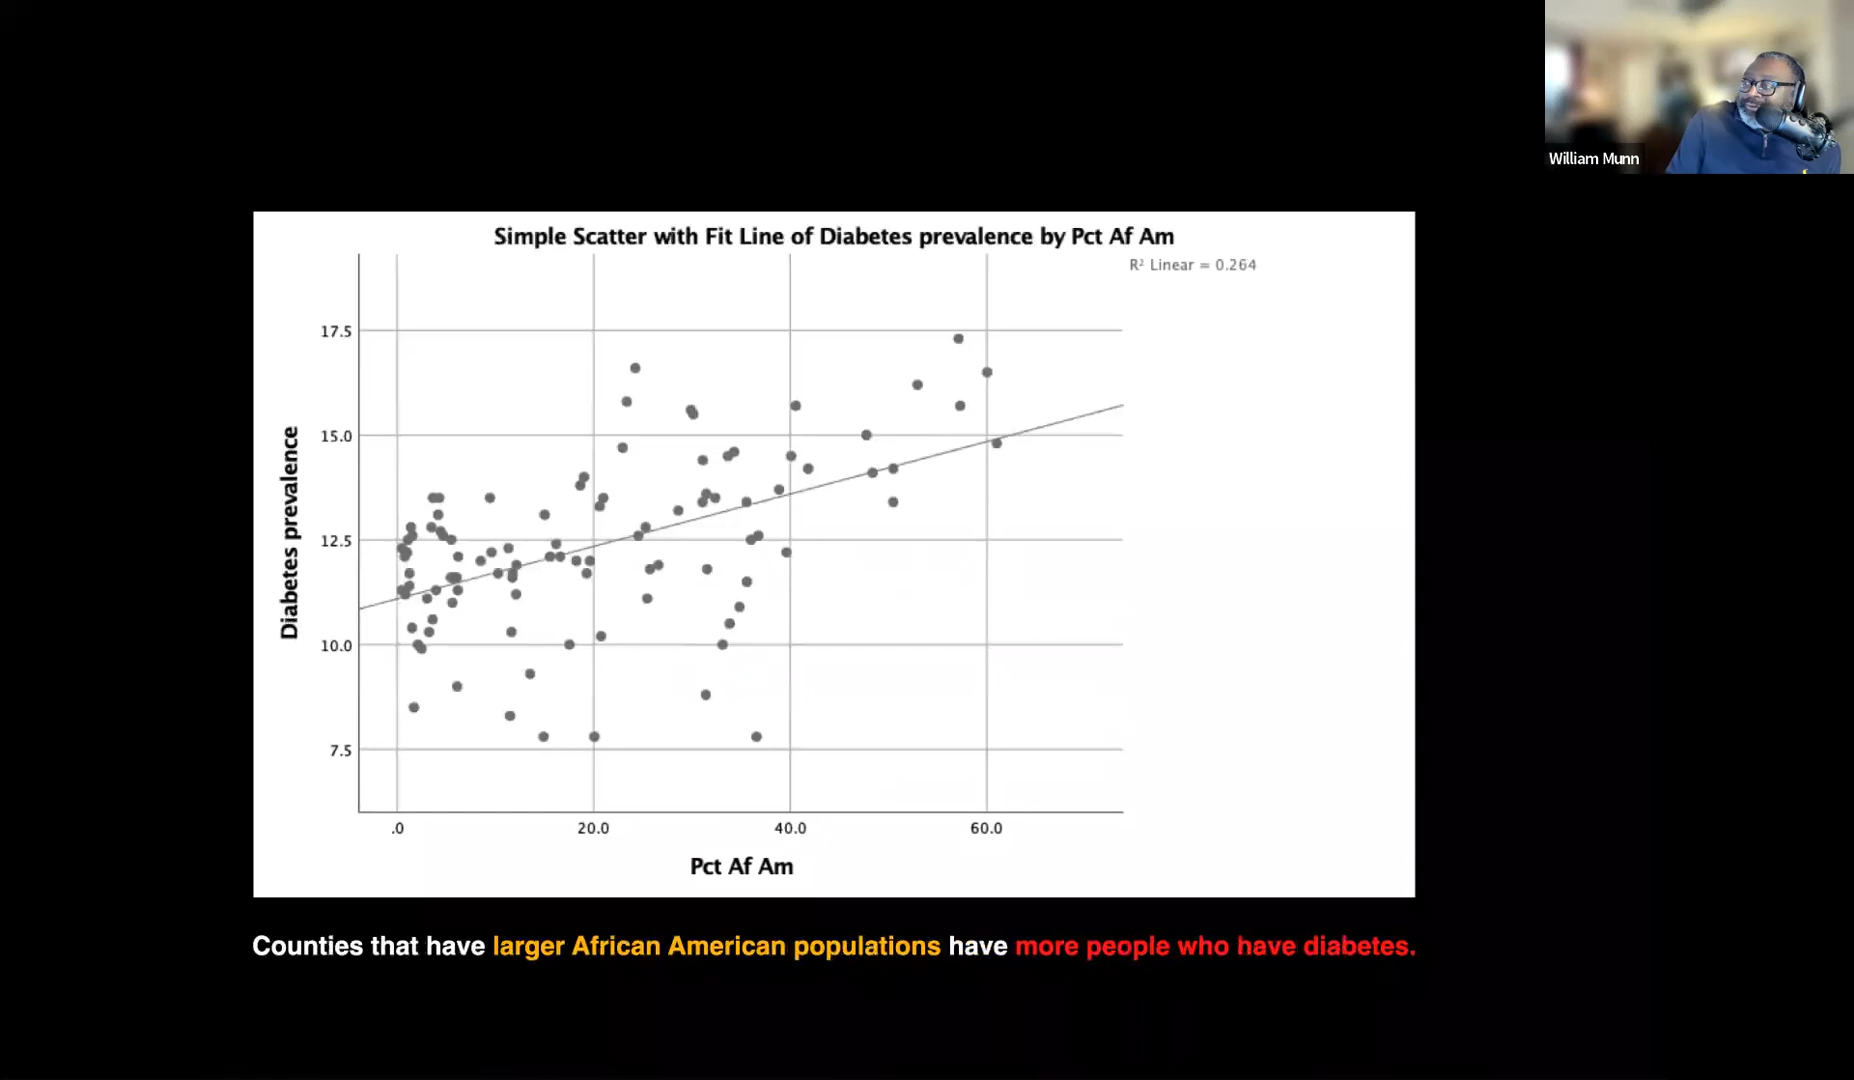 William Munn
Simple Scatter with Fit Line of Diabetes prevalence by Pct Af Am
R² Linear = 0.264
17.5
15.0
12.5
10.0
7.5
Diabetes prevalence
.0
20.0
40.0
60.0
Pct Af Am
Counties that have larger African American populations have more people who have diabetes.